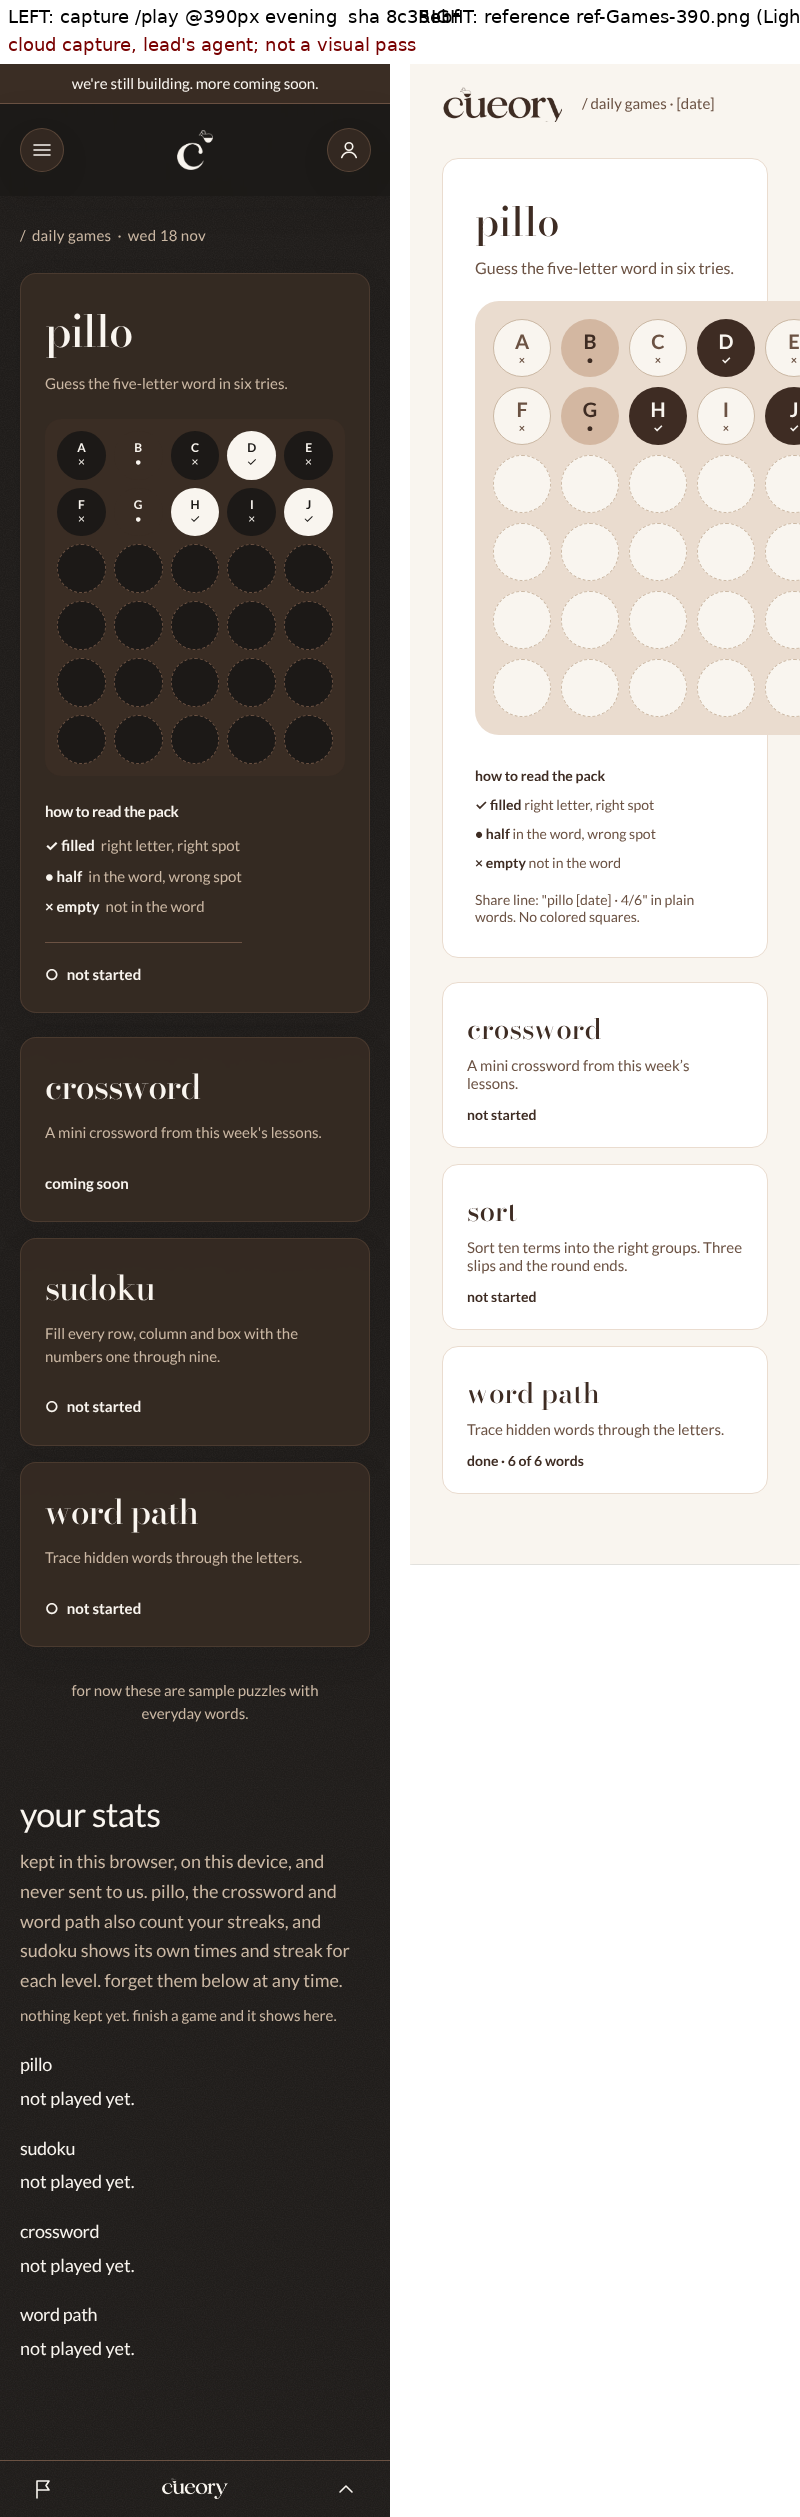 LEFT: capture /play @390px evening sha
RIGHT: reference ref-Games-390.png (Ligh
cloud capture, lead's agent; not a visual pass
we're still building. more coming soon.
c
/ daily games · wed 18 nov
pillo
Guess the five-letter word in six tries.
A B C D E
× ● × ✓ ×
F G H I J
× ● ✓ × ✓
how to read the pack
✓ filled right letter, right spot
● half in the word, wrong spot
× empty not in the word
not started
crossword
A mini crossword from this week's lessons.
coming soon
sudoku
Fill every row, column and box with the
numbers one through nine.
not started
word path
Trace hidden words through the letters.
not started
for now these are sample puzzles with
everyday words.
your stats
kept in this browser, on this device, and
never sent to us. pillo, the crossword and
word path also count your streaks, and
sudoku shows its own times and streak for
each level. forget them below at any time.
nothing kept yet. finish a game and it shows here.
pillo
not played yet.
sudoku
not played yet.
crossword
not played yet.
word path
not played yet.
cueory
cueory / daily games · [date]
pillo
Guess the five-letter word in six tries.
A B C D E
× ● × ✓ ×
F G H I J
× ● ✓ × ✓
how to read the pack
✓ filled right letter, right spot
● half in the word, wrong spot
× empty not in the word
Share line: "pillo [date] · 4/6" in plain
words. No colored squares.
crossword
A mini crossword from this week’s
lessons.
not started
sort
Sort ten terms into the right groups. Three
slips and the round ends.
not started
word path
Trace hidden words through the letters.
done · 6 of 6 words